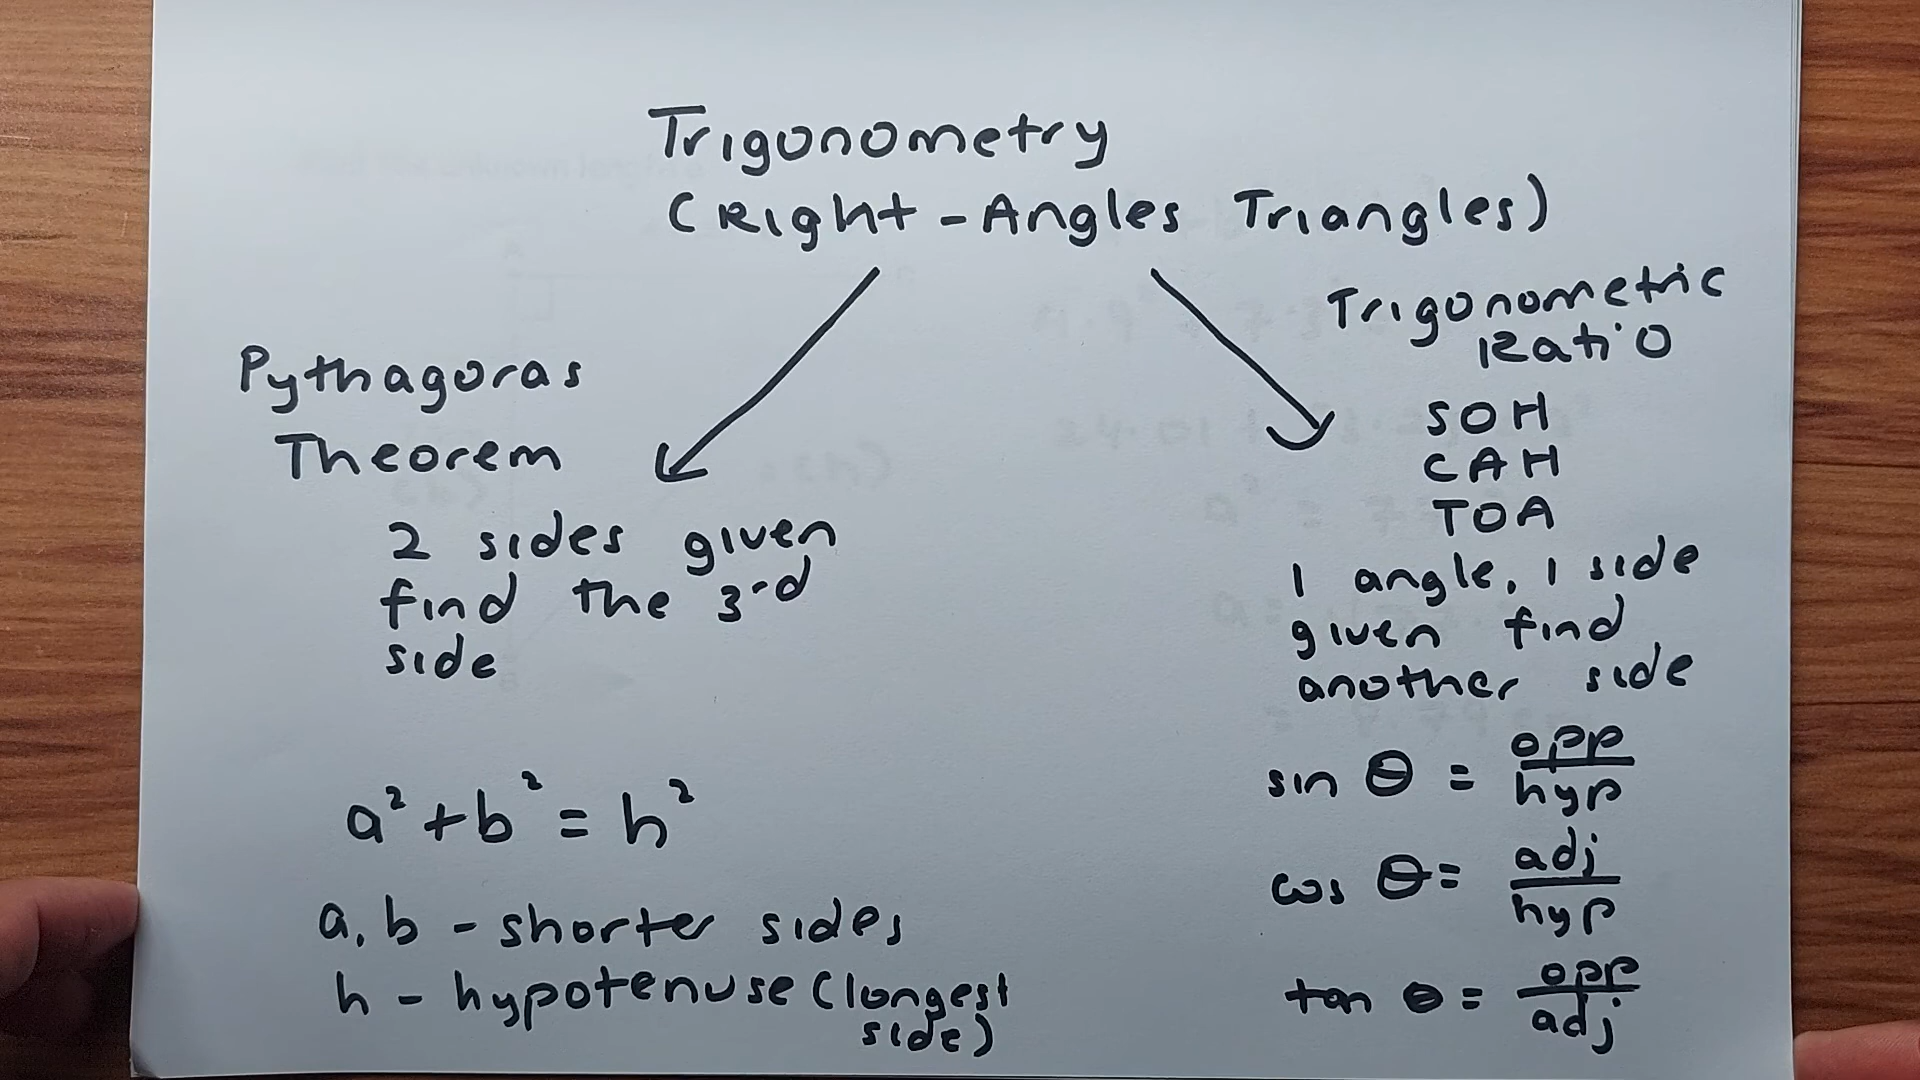 Trigonometry
(Right-Angles Triangles)
Pythagoras
Theorem
2 sides given
find the 3rd
side
a² + b² = h²
a, b - shorter sides
h - hypotenuse (longest
side)
Trigonometric
Ratio
SOH
CAH
TOA
1 angle, 1 side
given find
another side
sin θ = opp/hyp
cos θ = adj/hyp
tan θ = opp/adj